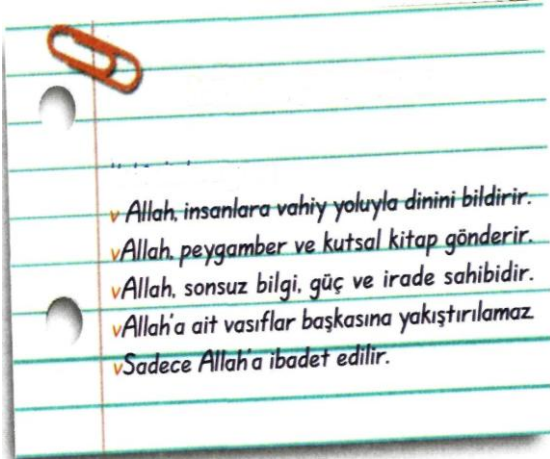 v Allah, insanlara vahiy yoluyla dinini bildirir.
v Allah, peygamber ve kutsal kitap gönderir.
v Allah, sonsuz bilgi, güç ve irade sahibidir.
v Allah'a ait vasıflar başkasına yakıştırılamaz
v Sadece Allah'a ibadet edilir.